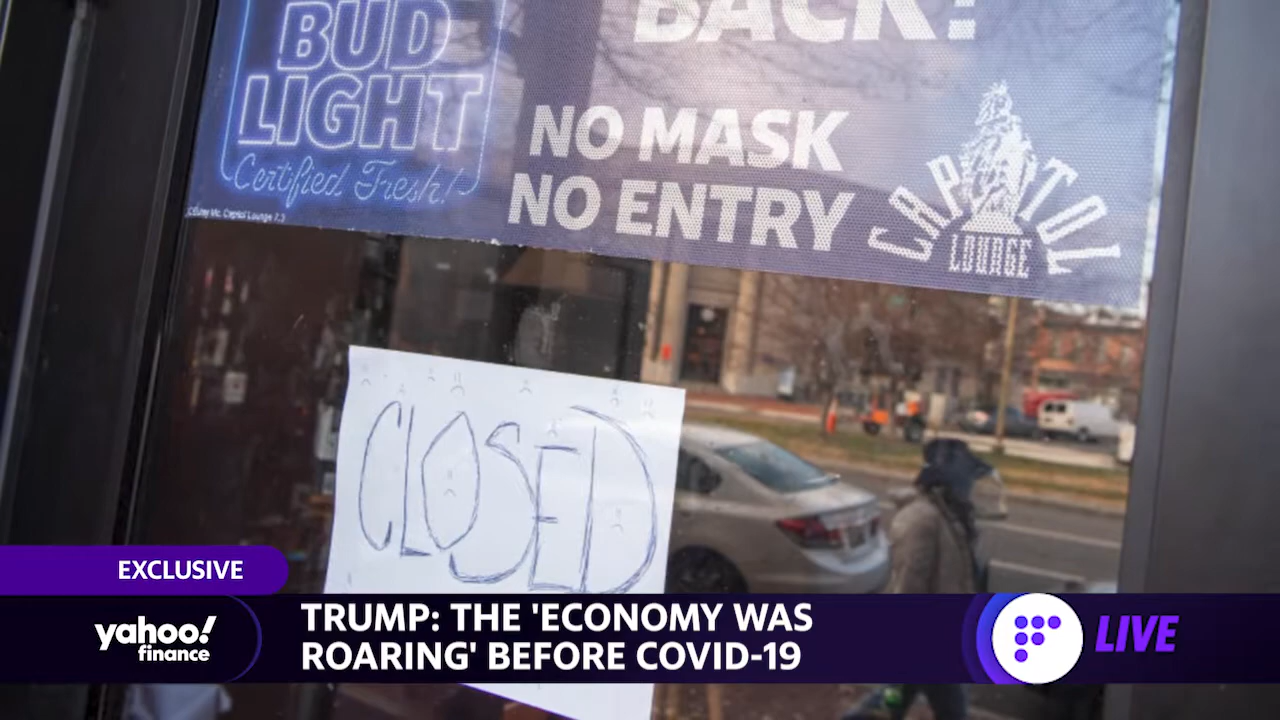 BUD
LIGHT
Certified Fresh!
BACK!
NO MASK
NO ENTRY
CAPITOL
LOUNGE
CLOSED
EXCLUSIVE
yahoo!
finance
TRUMP: THE 'ECONOMY WAS
ROARING' BEFORE COVID-19
LIVE